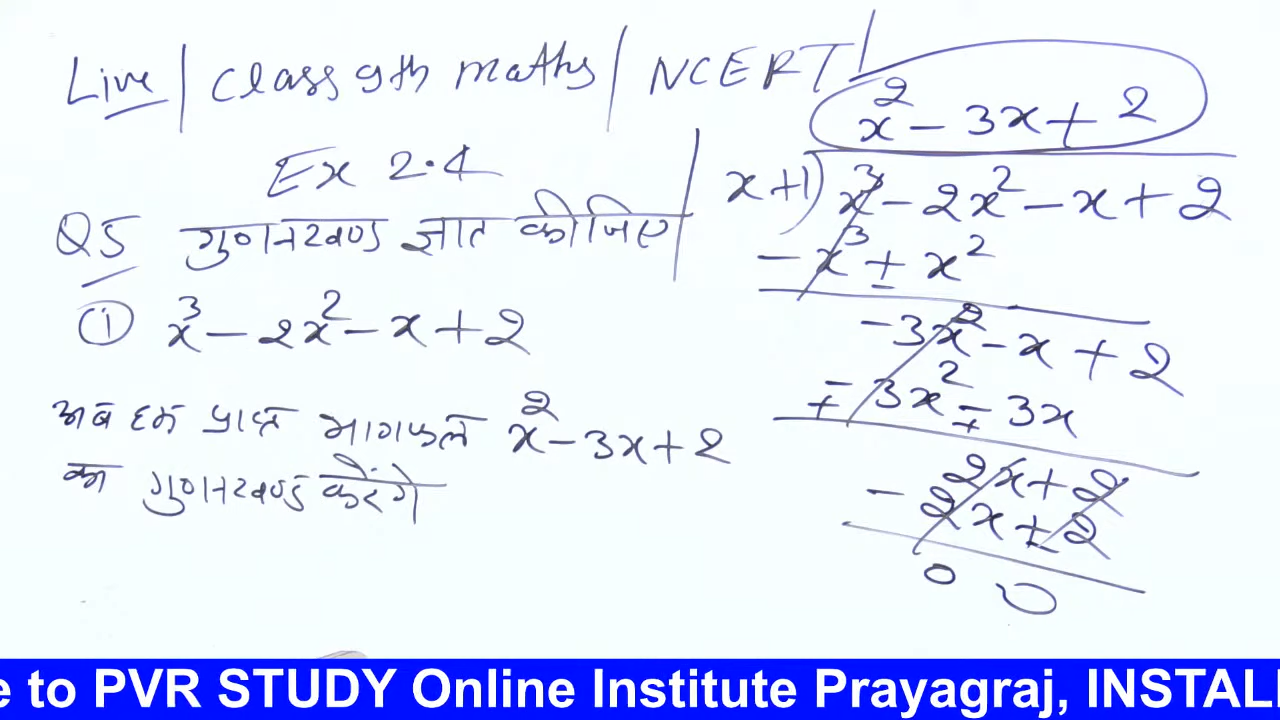 Live | Class 9th maths | NCERT |
Ex 2.4
Q5 गुणनखण्ड ज्ञात कीजिए
① x³ - 2x² - x + 2
अब हम प्राप्त भागफल x² - 3x + 2
का गुणनखण्ड करेंगे
x² - 3x + 2
x+1) x³ - 2x² - x + 2
- x³ ± x²
-3x² - x + 2
∓ 3x² ∓ 3x
2x + 2
- 2x ± 2
0 0
e to PVR STUDY Online Institute Prayagraj, INSTAL